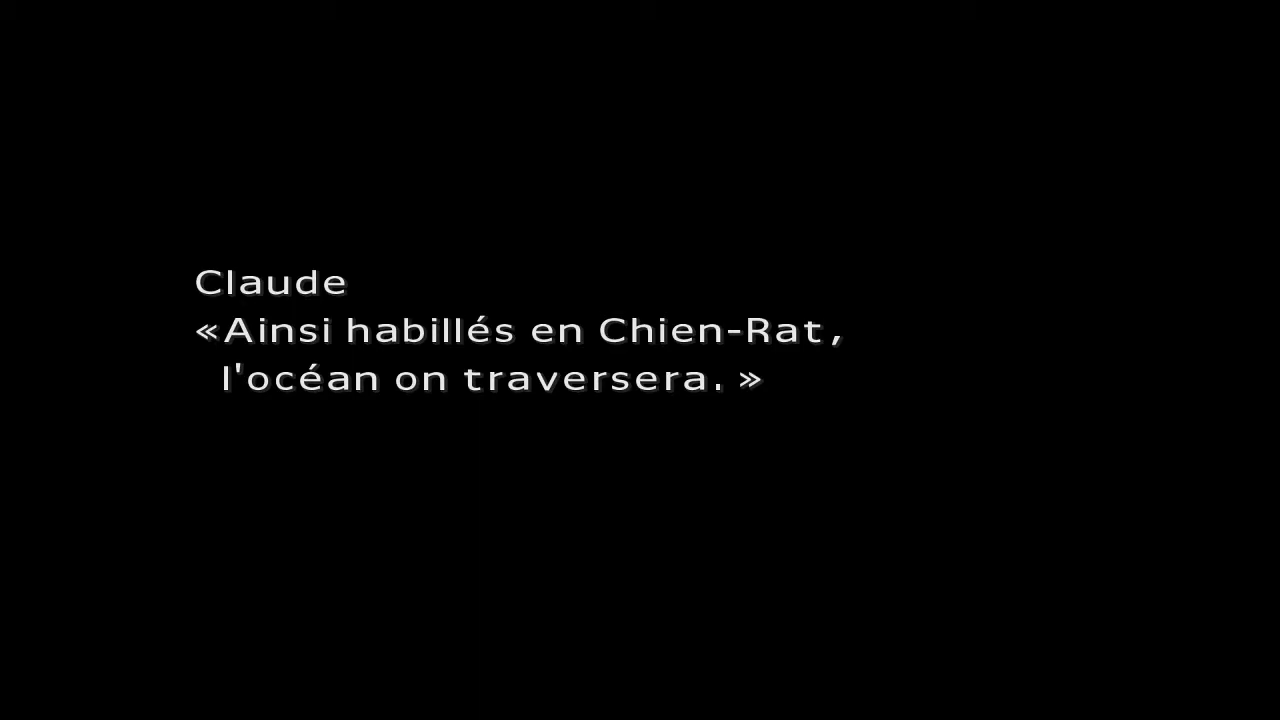 Claude
«Ainsi habillés en Chien-Rat,
l'océan on traversera. »